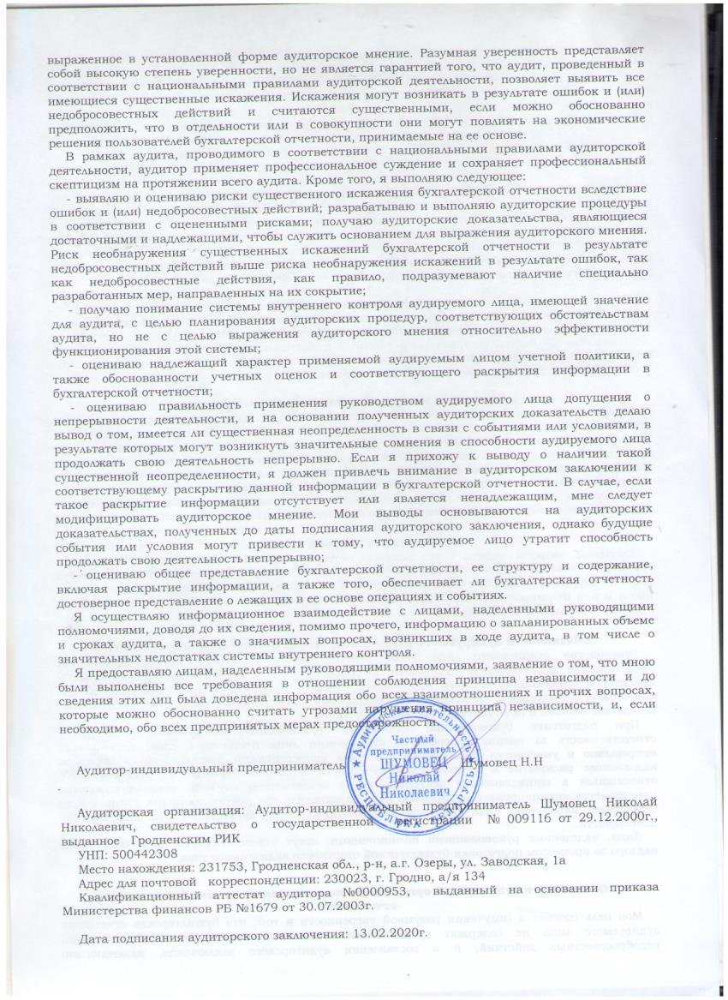 выраженное в установленной форме аудиторское мнение. Разумная уверенность представляет
собой высокую степень уверенности, но не является гарантией того, что аудит, проведенный в
соответствии с национальными правилами аудиторской деятельности, позволяет выявить все
имеющиеся существенные искажения. Искажения могут возникать в результате ошибок и (или)
недобросовестных действий и считаются существенными, если можно обоснованно
предположить, что в отдельности или в совокупности они могут повлиять на экономические
решения пользователей бухгалтерской отчетности, принимаемые на ее основе.
В рамках аудита, проводимого в соответствии с национальными правилами аудиторской
деятельности, аудитор применяет профессиональное суждение и сохраняет профессиональный
скептицизм на протяжении всего аудита. Кроме того, я выполняю следующее:
- выявляю и оцениваю риски существенного искажения бухгалтерской отчетности вследствие
ошибок и (или) недобросовестных действий; разрабатываю и выполняю аудиторские процедуры
в соответствии с оцененными рисками; получаю аудиторские доказательства, являющиеся
достаточными и надлежащими, чтобы служить основанием для выражения аудиторского мнения.
Риск необнаружения существенных искажений бухгалтерской отчетности в результате
недобросовестных действий выше риска необнаружения искажений в результате ошибок, так
как недобросовестные действия, как правило, подразумевают наличие специально
разработанных мер, направленных на их сокрытие;
- получаю понимание системы внутреннего контроля аудируемого лица, имеющей значение
для аудита, с целью планирования аудиторских процедур, соответствующих обстоятельствам
аудита, но не с целью выражения аудиторского мнения относительно эффективности
функционирования этой системы;
- оцениваю надлежащий характер применяемой аудируемым лицом учетной политики, а
также обоснованности учетных оценок и соответствующего раскрытия информации в
бухгалтерской отчетности;
- оцениваю правильность применения руководством аудируемого лица допущения о
непрерывности деятельности, и на основании полученных аудиторских доказательств делаю
вывод о том, имеется ли существенная неопределенность в связи с событиями или условиями, в
результате которых могут возникнуть значительные сомнения в способности аудируемого лица
продолжать свою деятельность непрерывно. Если я прихожу к выводу о наличии такой
существенной неопределенности, я должен привлечь внимание в аудиторском заключении к
соответствующему раскрытию данной информации в бухгалтерской отчетности. В случае, если
такое раскрытие информации отсутствует или является ненадлежащим, мне следует
модифицировать аудиторское мнение. Мои выводы основываются на аудиторских
доказательствах, полученных до даты подписания аудиторского заключения, однако будущие
события или условия могут привести к тому, что аудируемое лицо утратит способность
продолжать свою деятельность непрерывно;
- оцениваю общее представление бухгалтерской отчетности, ее структуру и содержание,
включая раскрытие информации, а также того, обеспечивает ли бухгалтерская отчетность
достоверное представление о лежащих в ее основе операциях и событиях.
Я осуществляю информационное взаимодействие с лицами, наделенными руководящими
полномочиями, доводя до их сведения, помимо прочего, информацию о запланированных объеме
и сроках аудита, а также о значимых вопросах, возникших в ходе аудита, в том числе о
значительных недостатках системы внутреннего контроля.
Я предоставляю лицам, наделенным руководящими полномочиями, заявление о том, что мною
были выполнены все требования в отношении соблюдения принципа независимости и до
сведения этих лиц была доведена информация обо всех взаимоотношениях и прочих вопросах,
которые можно обоснованно считать угрозами нарушения принципа независимости, и, если
необходимо, обо всех предпринятых мерах предосторожности.
Аудитор-индивидуальный предприниматель Шумовец Н.Н
Аудиторская деятельность
Частный
предприниматель
ШУМОВЕЦ
Николай
Николаевич
РЕСПУБЛИКА БЕЛАРУСЬ
Аудиторская организация: Аудитор-индивидуальный предприниматель Шумовец Николай
Николаевич, свидетельство о государственной регистрации № 009116 от 29.12.2000г.,
выданное Гродненским РИК
УНП: 500442308
Место нахождения: 231753, Гродненская обл., р-н, а.г. Озеры, ул. Заводская, 1а
Адрес для почтовой корреспонденции: 230023, г. Гродно, а/я 134
Квалификационный аттестат аудитора №0000953, выданный на основании приказа
Министерства финансов РБ №1679 от 30.07.2003г.
Дата подписания аудиторского заключения: 13.02.2020г.